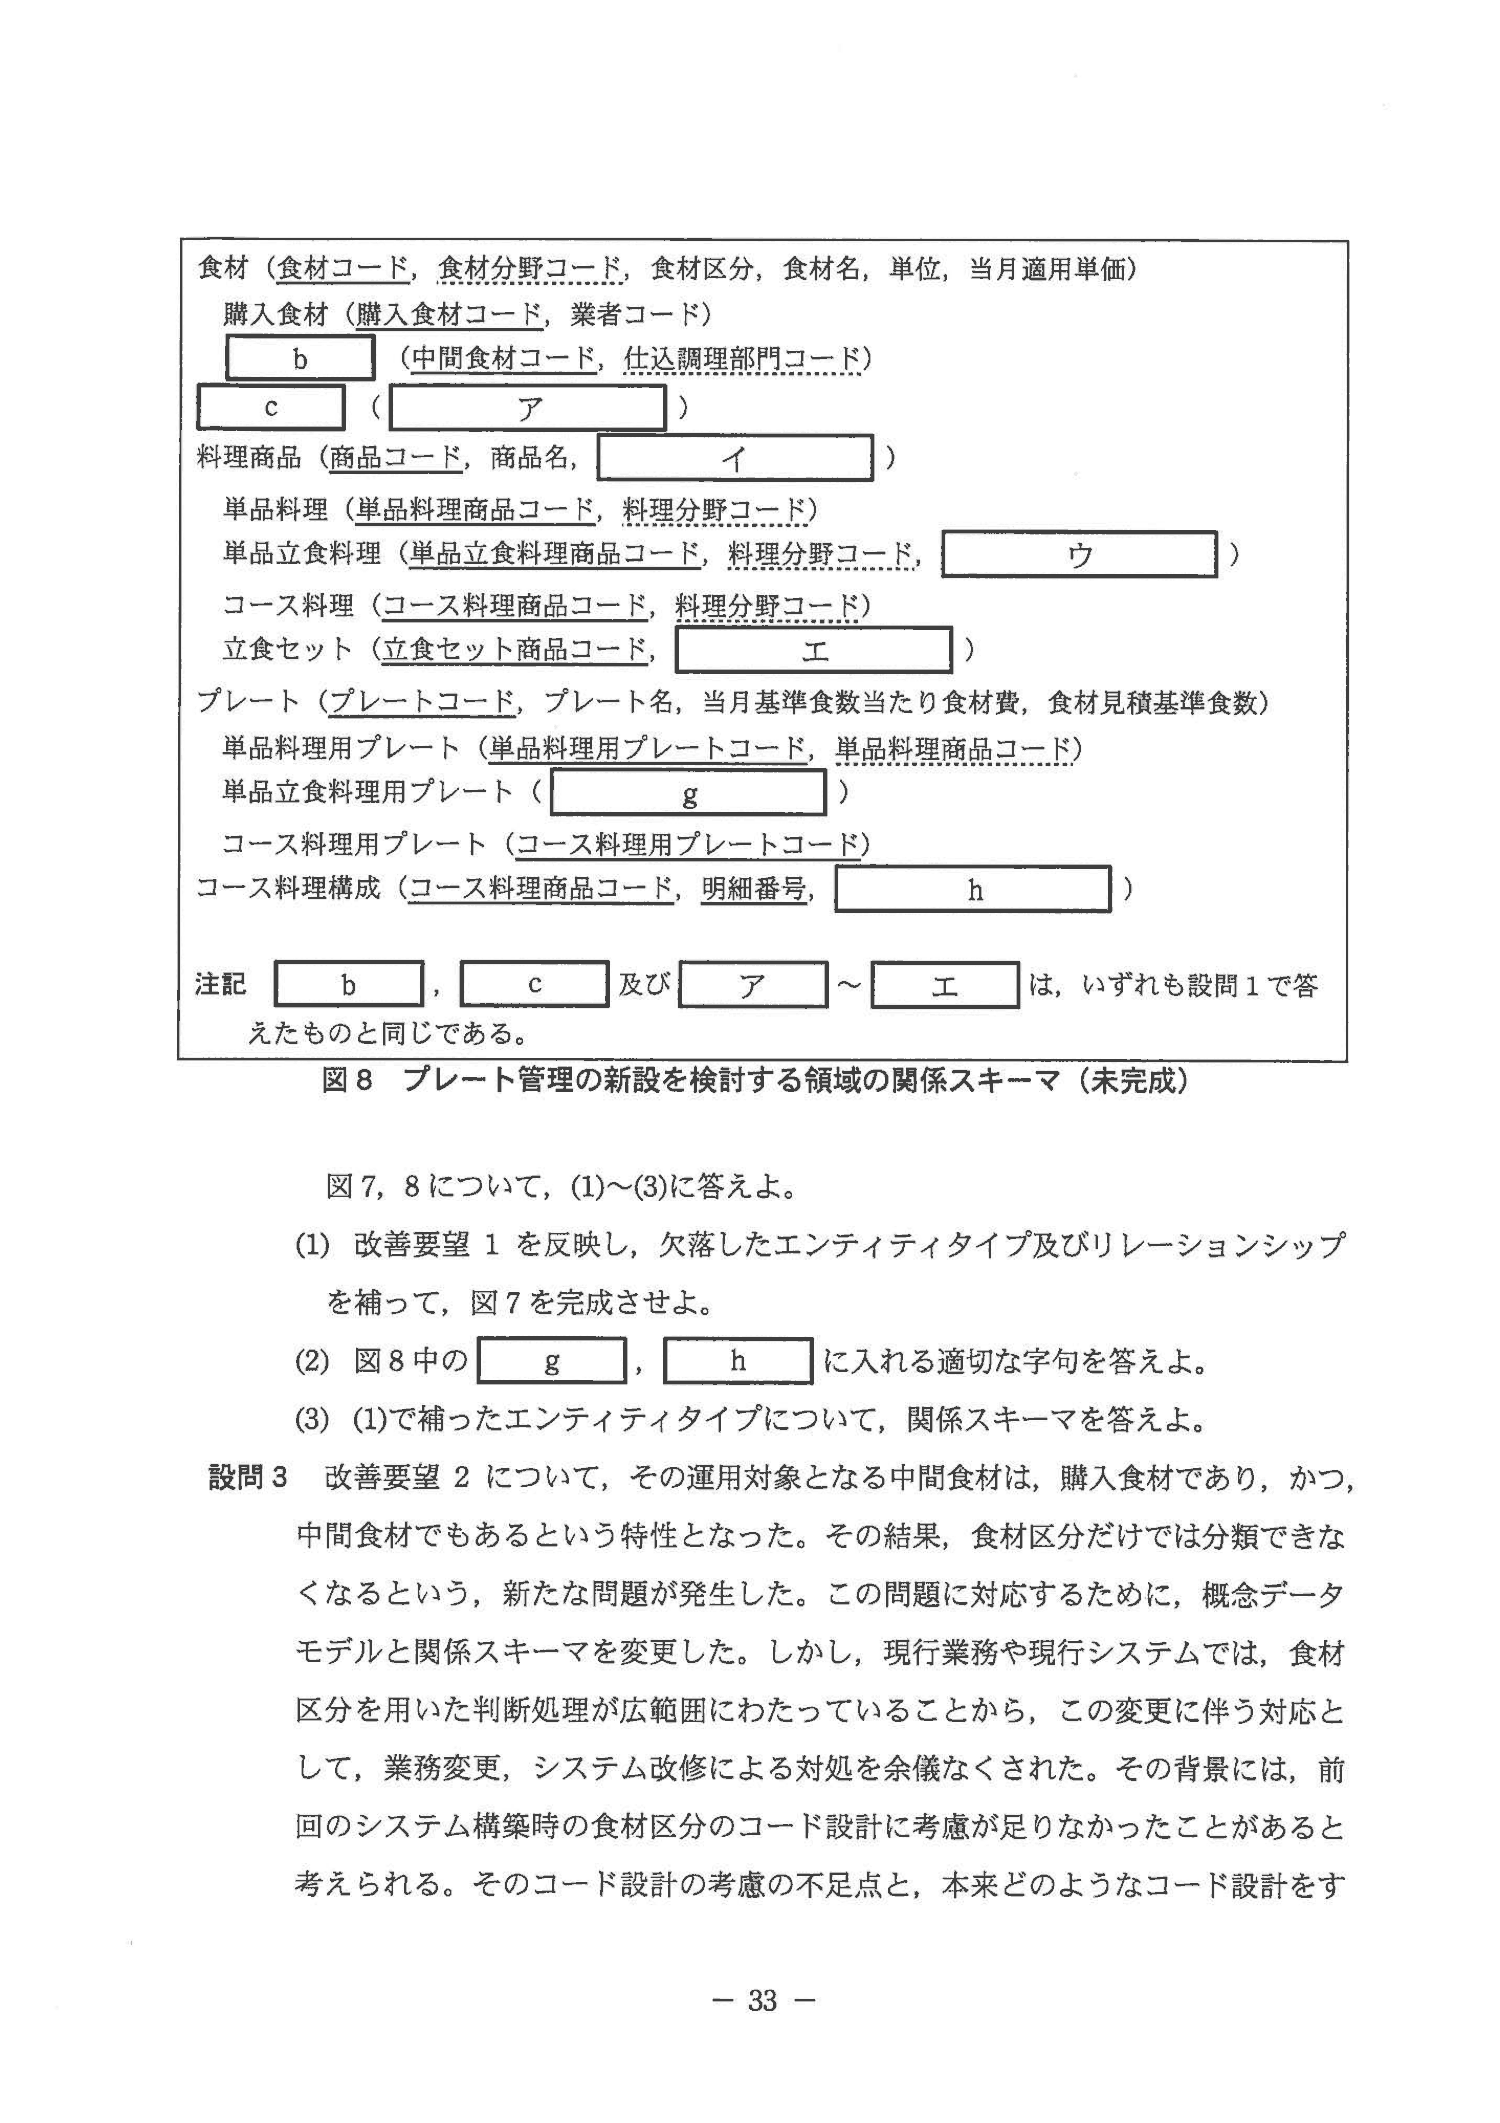 食材（食材コード，食材分野コード，食材区分，食材名，単位，当月適用単価）
購入食材（購入食材コード，業者コード）
b （中間食材コード，仕込調理部門コード）
c （ ア ）
料理商品（商品コード，商品名， イ ）
単品料理（単品料理商品コード，料理分野コード）
単品立食料理（単品立食料理商品コード，料理分野コード， ウ ）
コース料理（コース料理商品コード，料理分野コード）
立食セット（立食セット商品コード， エ ）
プレート（プレートコード，プレート名，当月基準食数当たり食材費，食材見積基準食数）
単品料理用プレート（単品料理用プレートコード，単品料理商品コード）
単品立食料理用プレート（ g ）
コース料理用プレート（コース料理用プレートコード）
コース料理構成（コース料理商品コード，明細番号， h ）
注記 b ， c 及び ア ～ エ は，いずれも設問1で答
えたものと同じである。
図8 プレート管理の新設を検討する領域の関係スキーマ（未完成）
図7，8について，(1)～(3)に答えよ。
(1) 改善要望 1 を反映し，欠落したエンティティタイプ及びリレーションシップ
を補って，図7を完成させよ。
(2) 図8中の g ， h に入れる適切な字句を答えよ。
(3) (1)で補ったエンティティタイプについて，関係スキーマを答えよ。
設問3 改善要望 2 について，その運用対象となる中間食材は，購入食材であり，かつ，
中間食材でもあるという特性となった。その結果，食材区分だけでは分類できな
くなるという，新たな問題が発生した。この問題に対応するために，概念データ
モデルと関係スキーマを変更した。しかし，現行業務や現行システムでは，食材
区分を用いた判断処理が広範囲にわたっていることから，この変更に伴う対応と
して，業務変更，システム改修による対処を余儀なくされた。その背景には，前
回のシステム構築時の食材区分のコード設計に考慮が足りなかったことがあると
考えられる。そのコード設計の考慮の不足点と，本来どのようなコード設計をす
－ 33 －